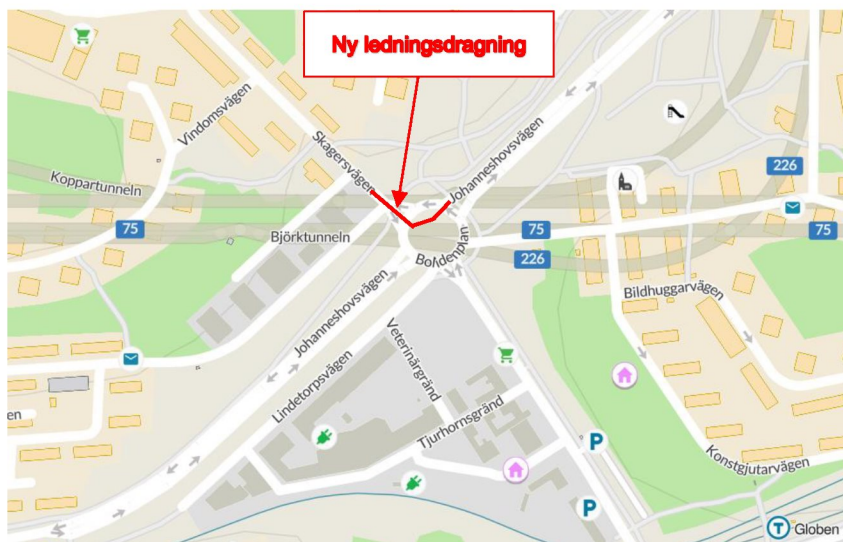 Ny ledningsdragning
Vindomsvägen
Skagersvägen
Johanneshovsvägen
Koppartunneln
226
75
Björktunneln
75
75
226
Bolidenplan
Bildhuggarvägen
Johanneshovsvägen
Veterinärgränd
Lindetorpsvägen
en
Tjurhornsgränd
P
Konstgjutarvägen
P
T Globen